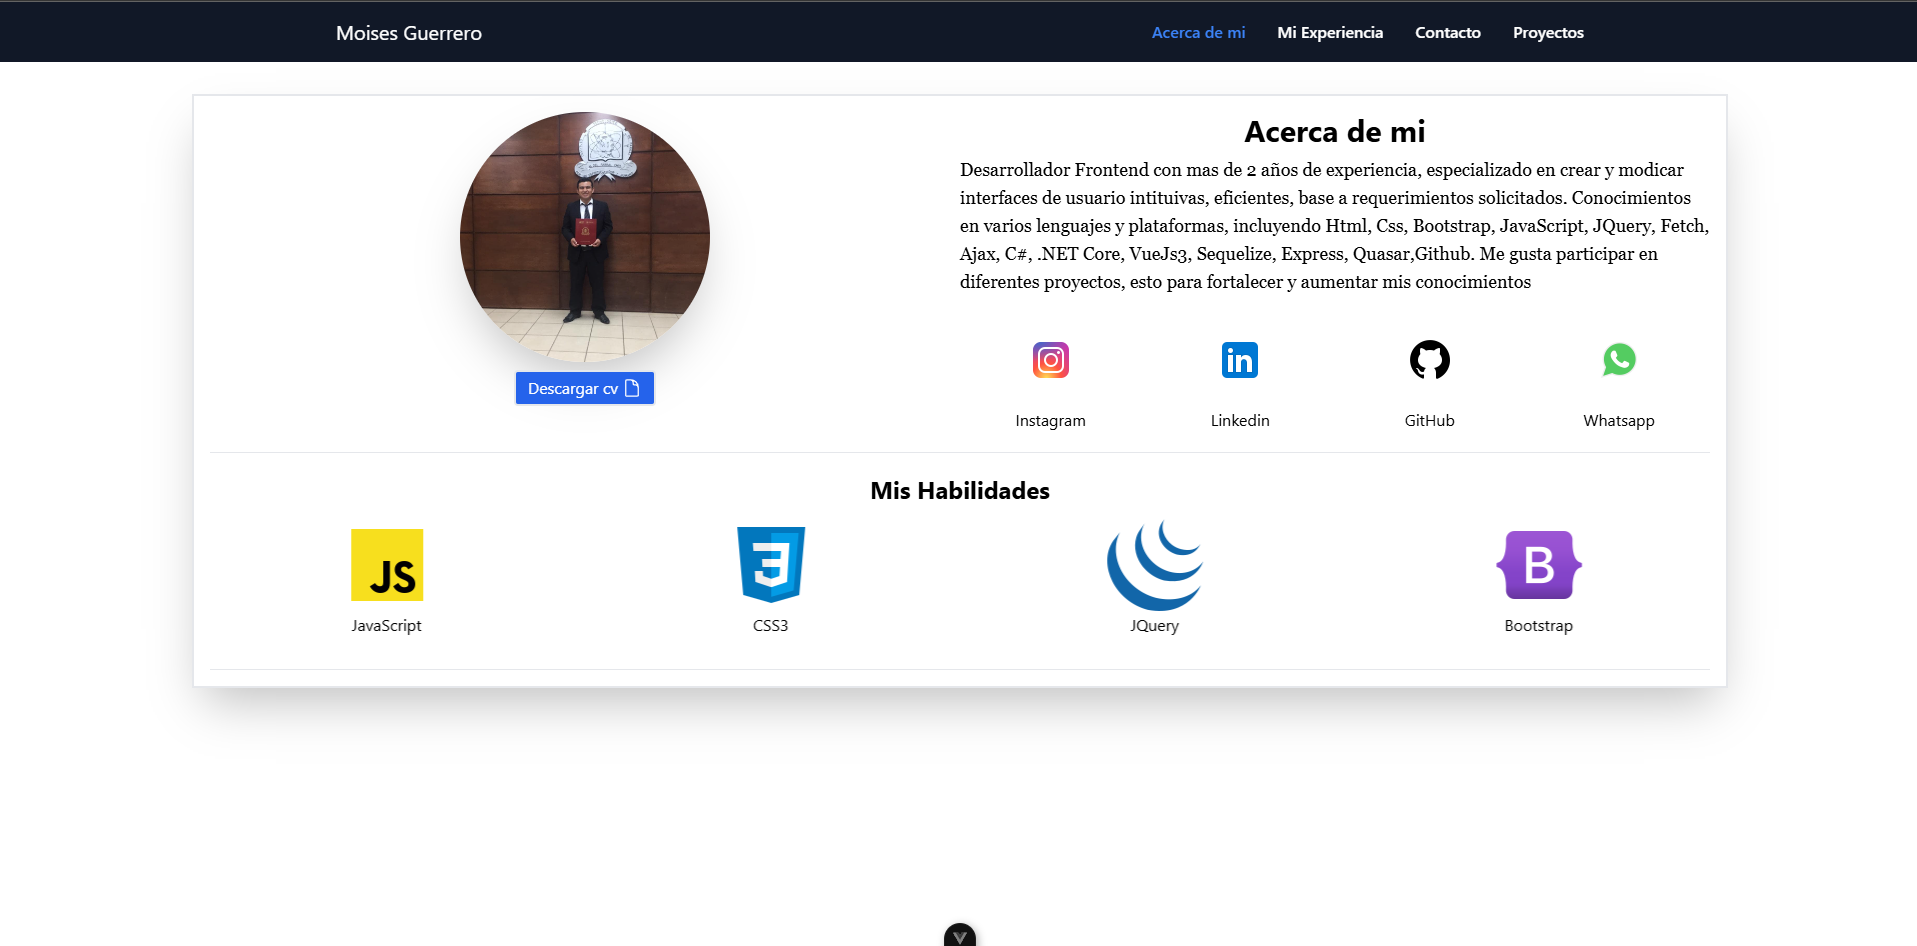 Moises Guerrero
Acerca de mi
Mi Experiencia
Contacto
Proyectos
Acerca de mi
Desarrollador Frontend con mas de 2 años de experiencia, especializado en crear y modicar
interfaces de usuario intituivas, eficientes, base a requerimientos solicitados. Conocimientos
en varios lenguajes y plataformas, incluyendo Html, Css, Bootstrap, JavaScript, JQuery, Fetch,
Ajax, C#, .NET Core, VueJs3, Sequelize, Express, Quasar,Github. Me gusta participar en
diferentes proyectos, esto para fortalecer y aumentar mis conocimientos
Descargar cv
in
Instagram
Linkedin
GitHub
Whatsapp
Mis Habilidades
JS
3
B
JavaScript
CSS3
JQuery
Bootstrap